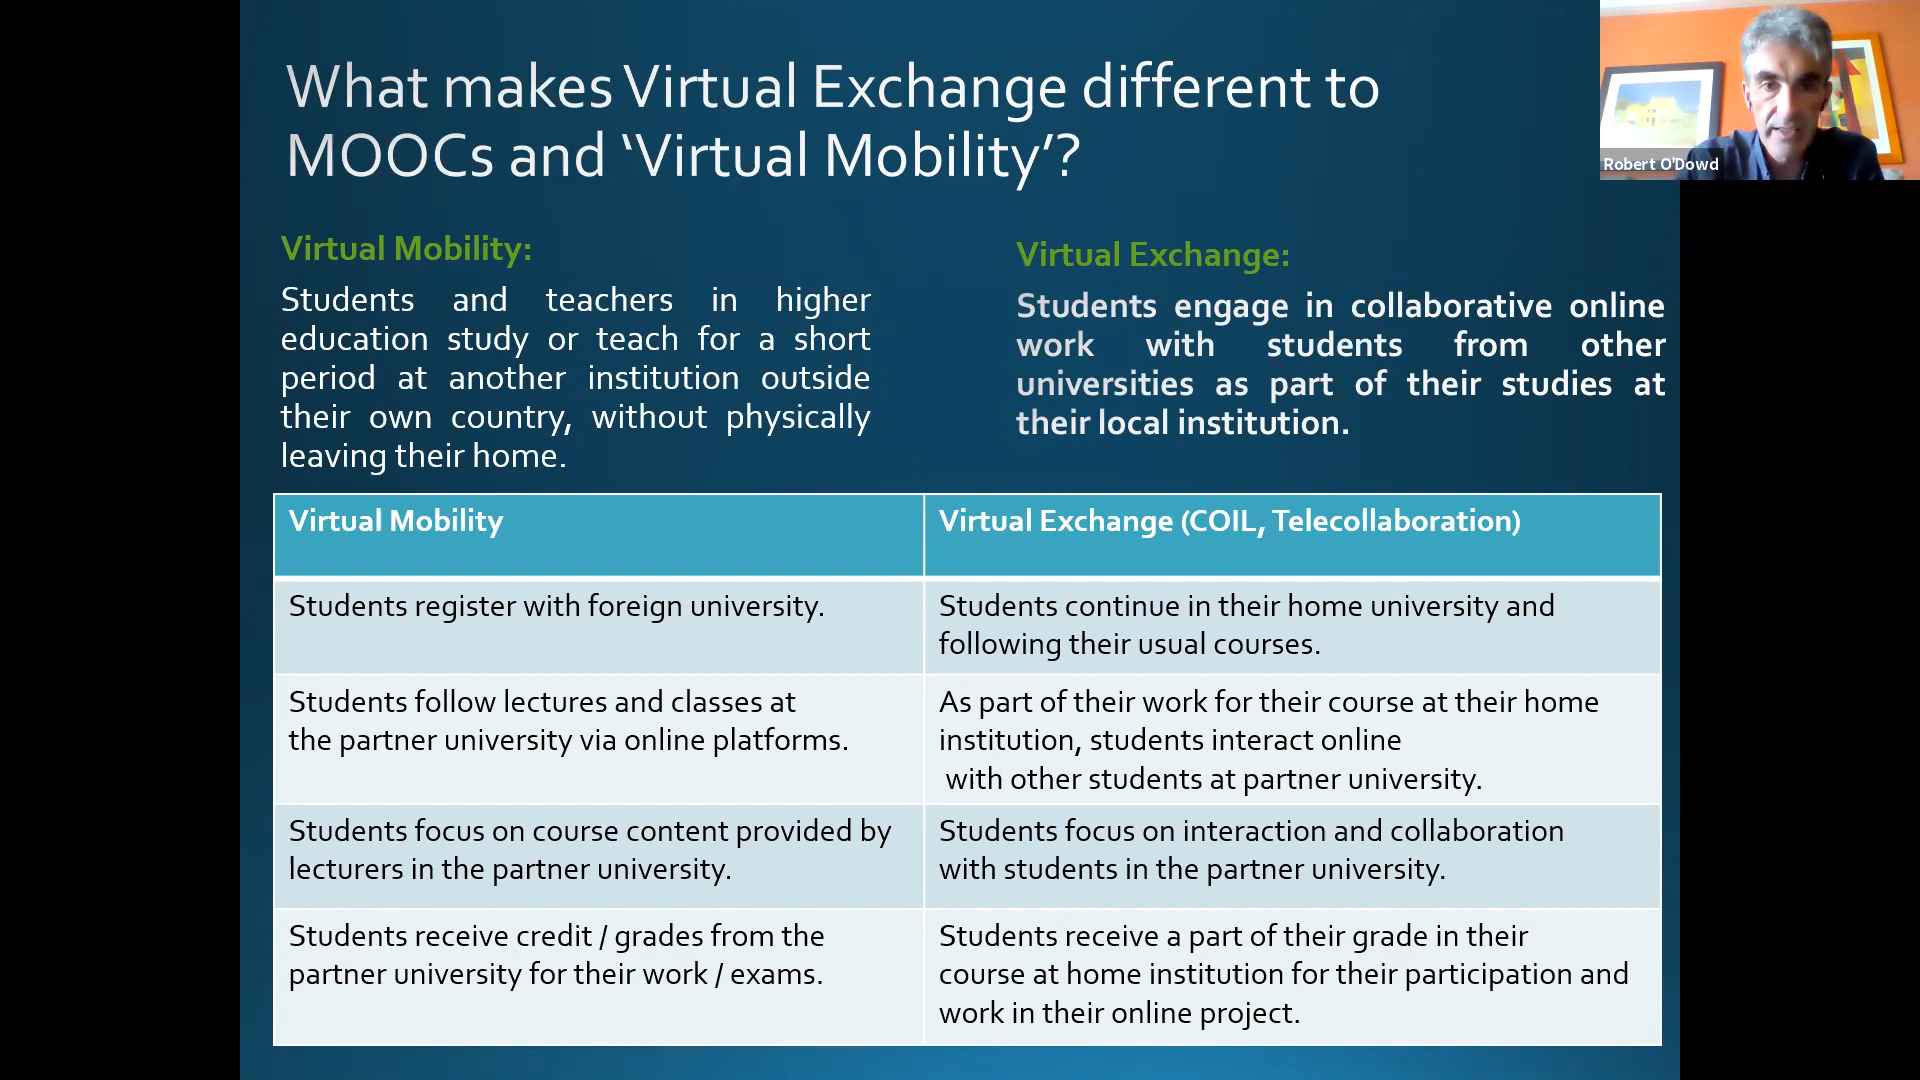 What makes Virtual Exchange different to
MOOCs and ‘Virtual Mobility’?
Robert O'Dowd
Virtual Mobility:
Students and teachers in higher
education study or teach for a short
period at another institution outside
their own country, without physically
leaving their home.
Virtual Exchange:
Students engage in collaborative online
work with students from other
universities as part of their studies at
their local institution.
Virtual Mobility
Virtual Exchange (COIL, Telecollaboration)
Students register with foreign university.
Students continue in their home university and
following their usual courses.
Students follow lectures and classes at
the partner university via online platforms.
As part of their work for their course at their home
institution, students interact online
with other students at partner university.
Students focus on course content provided by
lecturers in the partner university.
Students focus on interaction and collaboration
with students in the partner university.
Students receive credit / grades from the
partner university for their work / exams.
Students receive a part of their grade in their
course at home institution for their participation and
work in their online project.